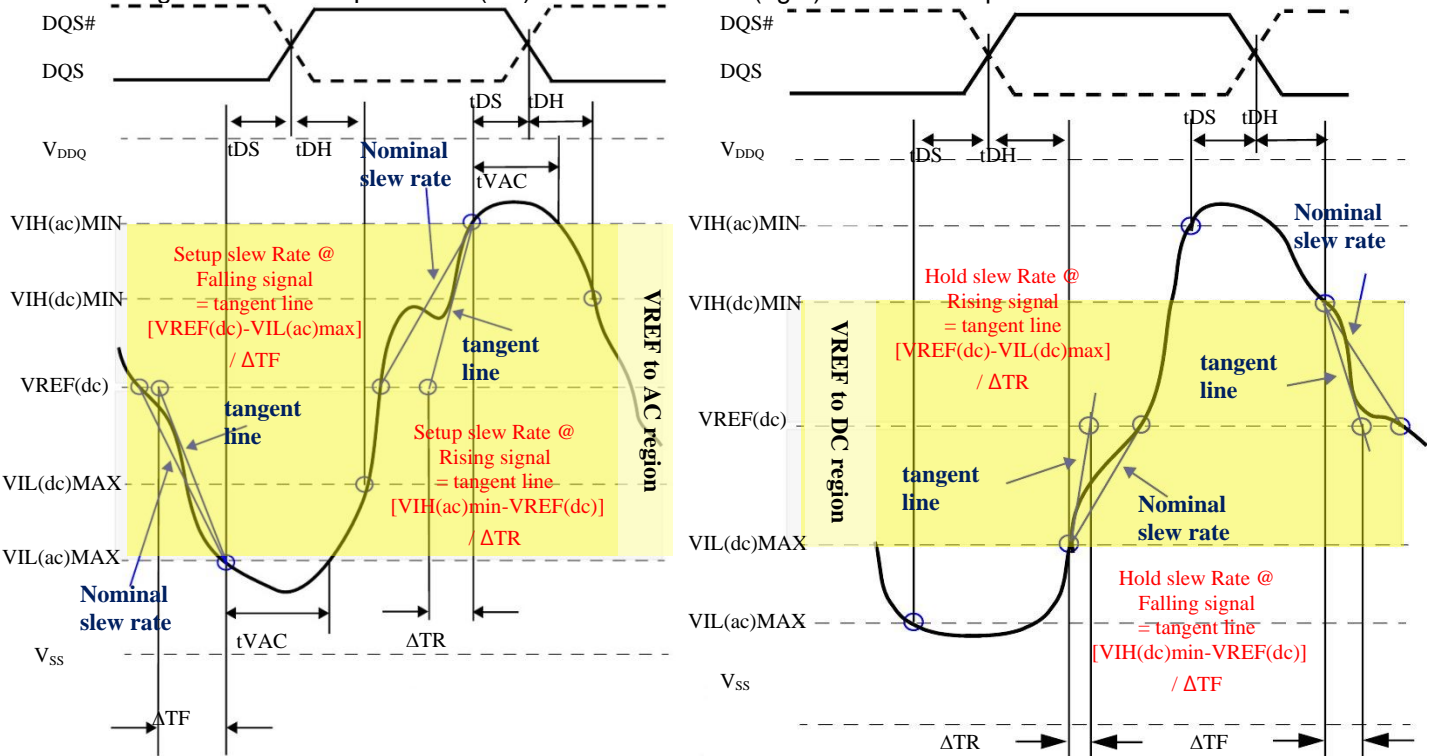 DQS#
DQS
tDS
tDH
tDS
tDH
VDDQ
Nominal
slew rate
tVAC
VIH(ac)MIN
Setup slew Rate @
Falling signal
= tangent line
[VREF(dc)-VIL(ac)max]
/ ΔTF
VIH(dc)MIN
VREF to AC region
tangent
line
VREF(dc)
tangent
line
Setup slew Rate @
Rising signal
= tangent line
[VIH(ac)min-VREF(dc)]
/ ΔTR
VIL(dc)MAX
VIL(ac)MAX
Nominal
slew rate
tVAC
ΔTR
VSS
ΔTF
DQS#
DQS
tDS
tDH
tDS
tDH
VDDQ
VIH(ac)MIN
Nominal
slew rate
Hold slew Rate @
Rising signal
= tangent line
[VREF(dc)-VIL(dc)max]
/ ΔTR
VIH(dc)MIN
VREF to DC region
tangent
line
VREF(dc)
tangent
line
Nominal
slew rate
VIL(dc)MAX
Hold slew Rate @
Falling signal
= tangent line
[VIH(dc)min-VREF(dc)]
/ ΔTF
VIL(ac)MAX
VSS
ΔTR
ΔTF